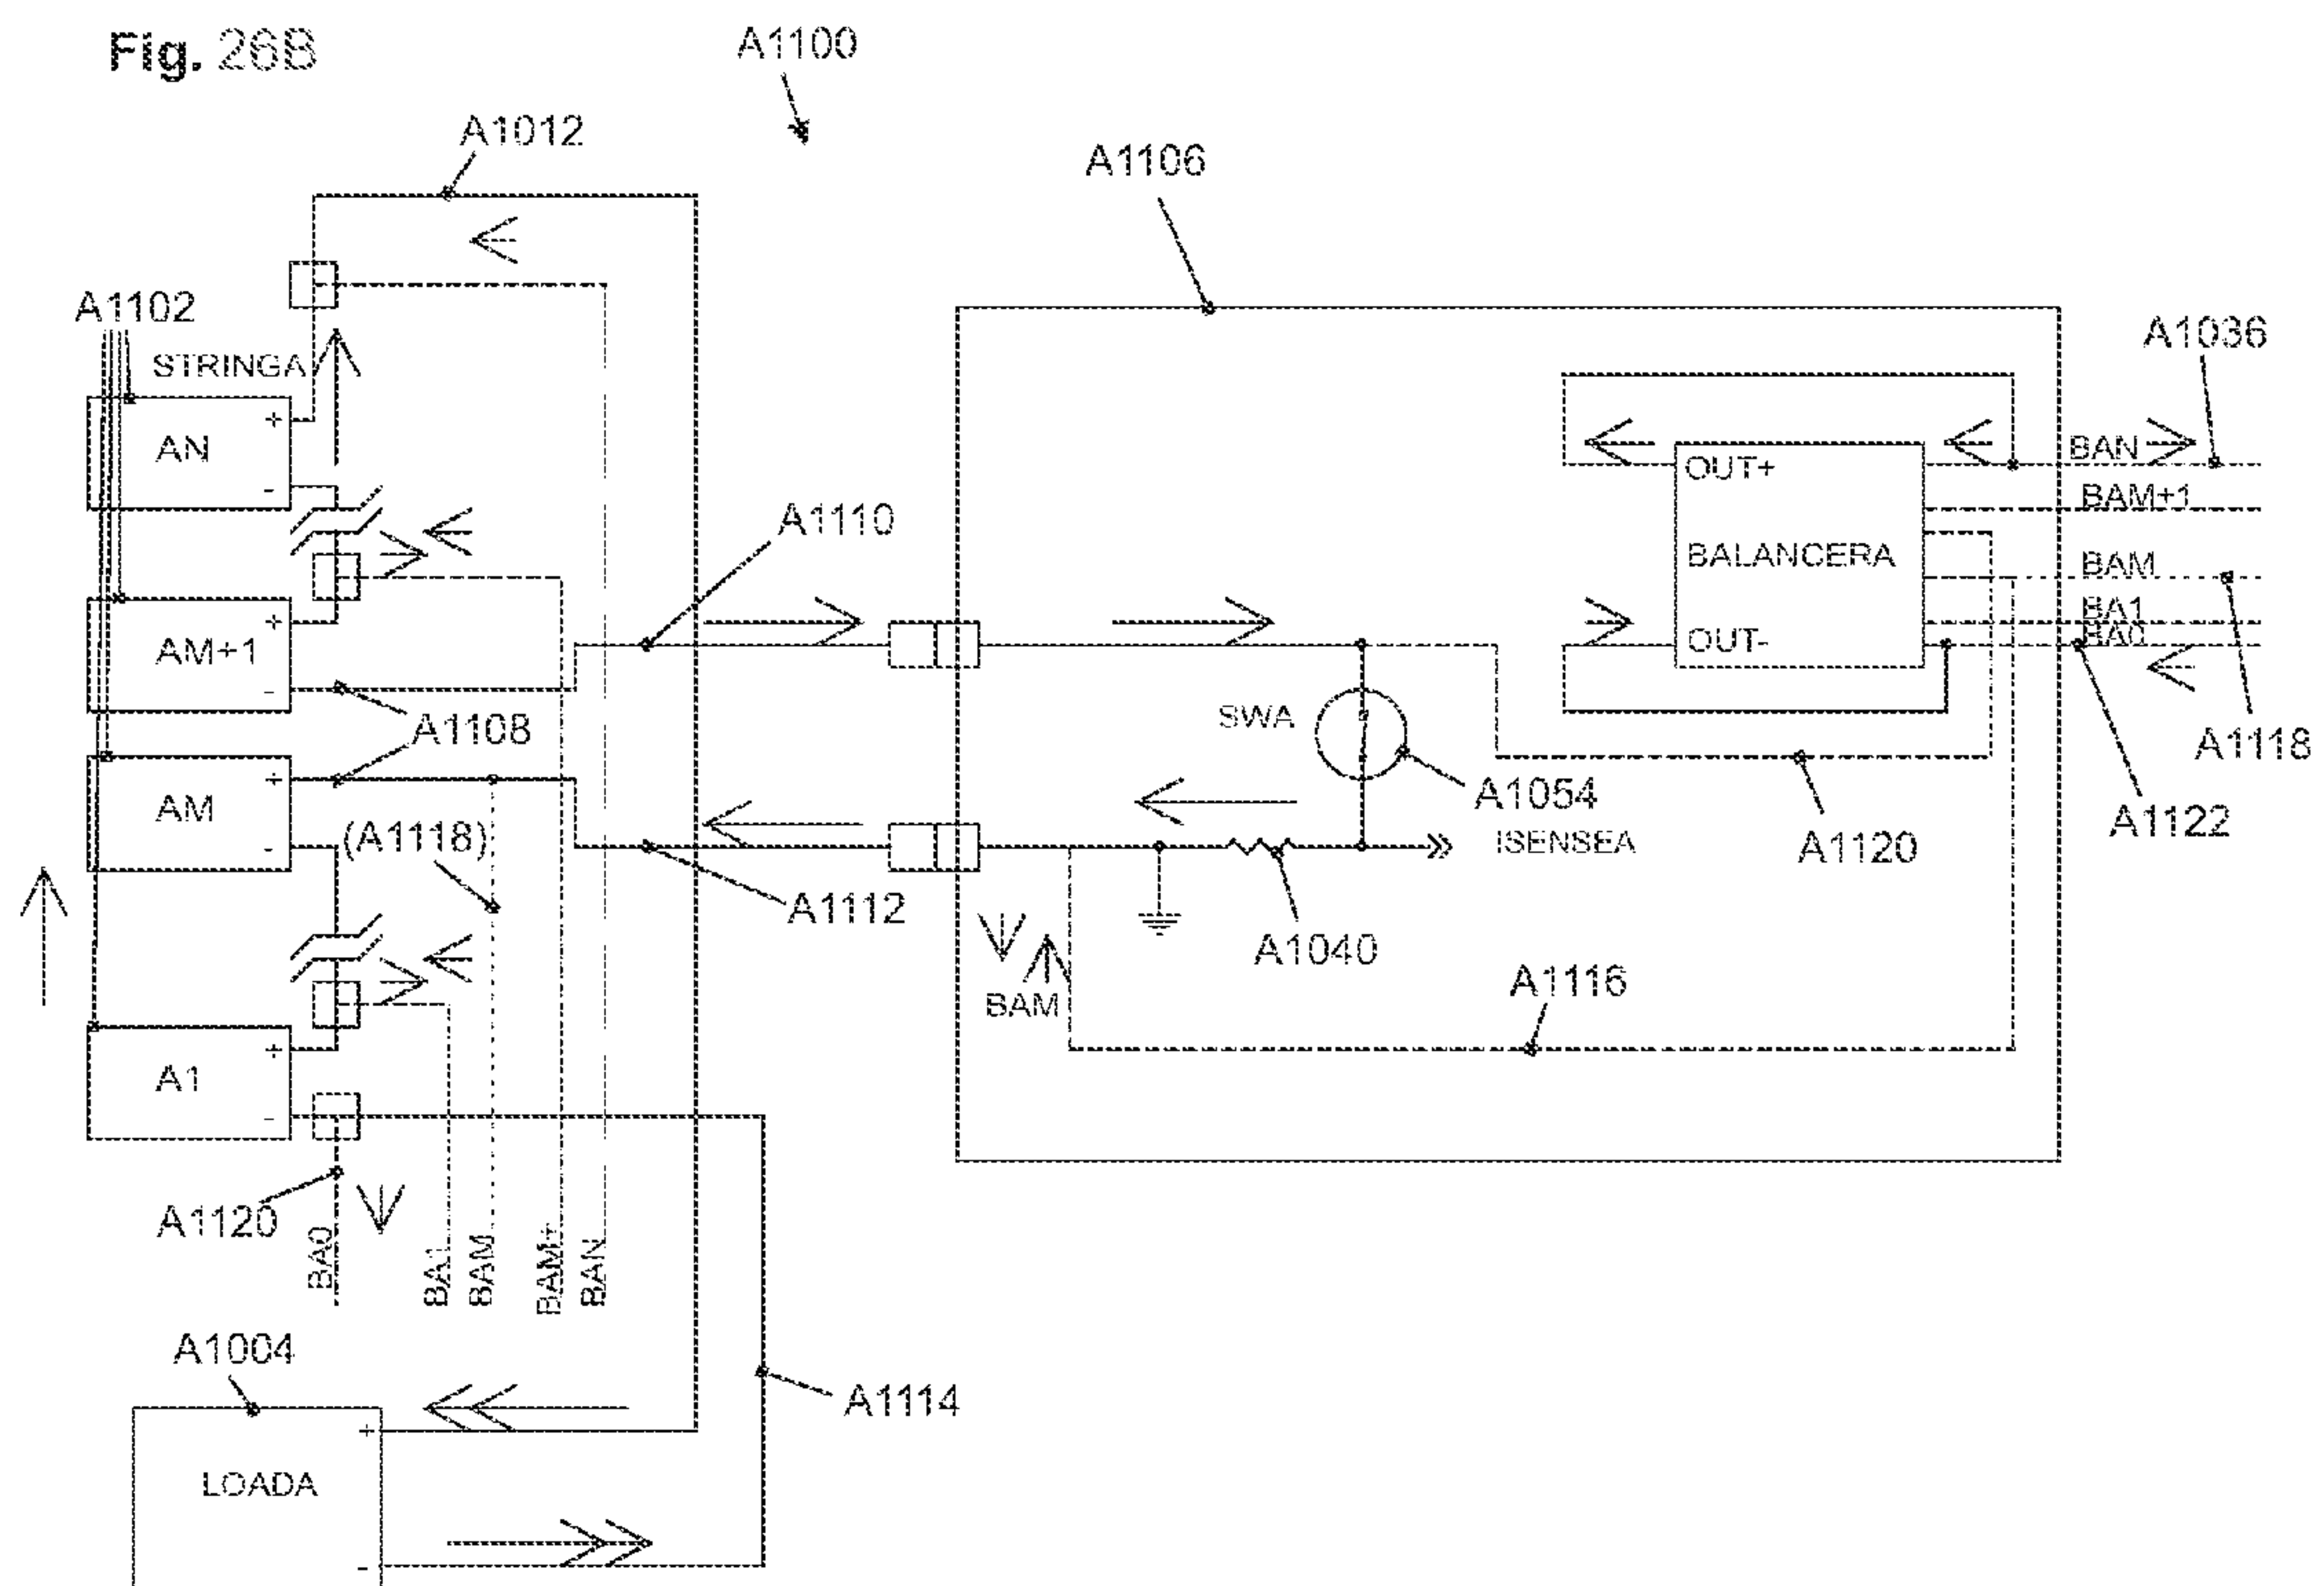 Fig. 26B
A1100
A1012
A1106
A1102
A1036
STRINGA
+
AN
-
OUT+
BAN
BAM+1
A1110
BALANCERA
BAM
+
AM+1
-
OUT-
BA1
BA0
A1108
SWA
A1118
+
AM
-
(A1118)
A1054
ISENSEA
A1120
A1122
A1112
A1040
BAM
A1116
+
A1
-
A1120
BA0
BA1
BAM
BAM+
BAN
A1004
A1114
+
LOADA
-